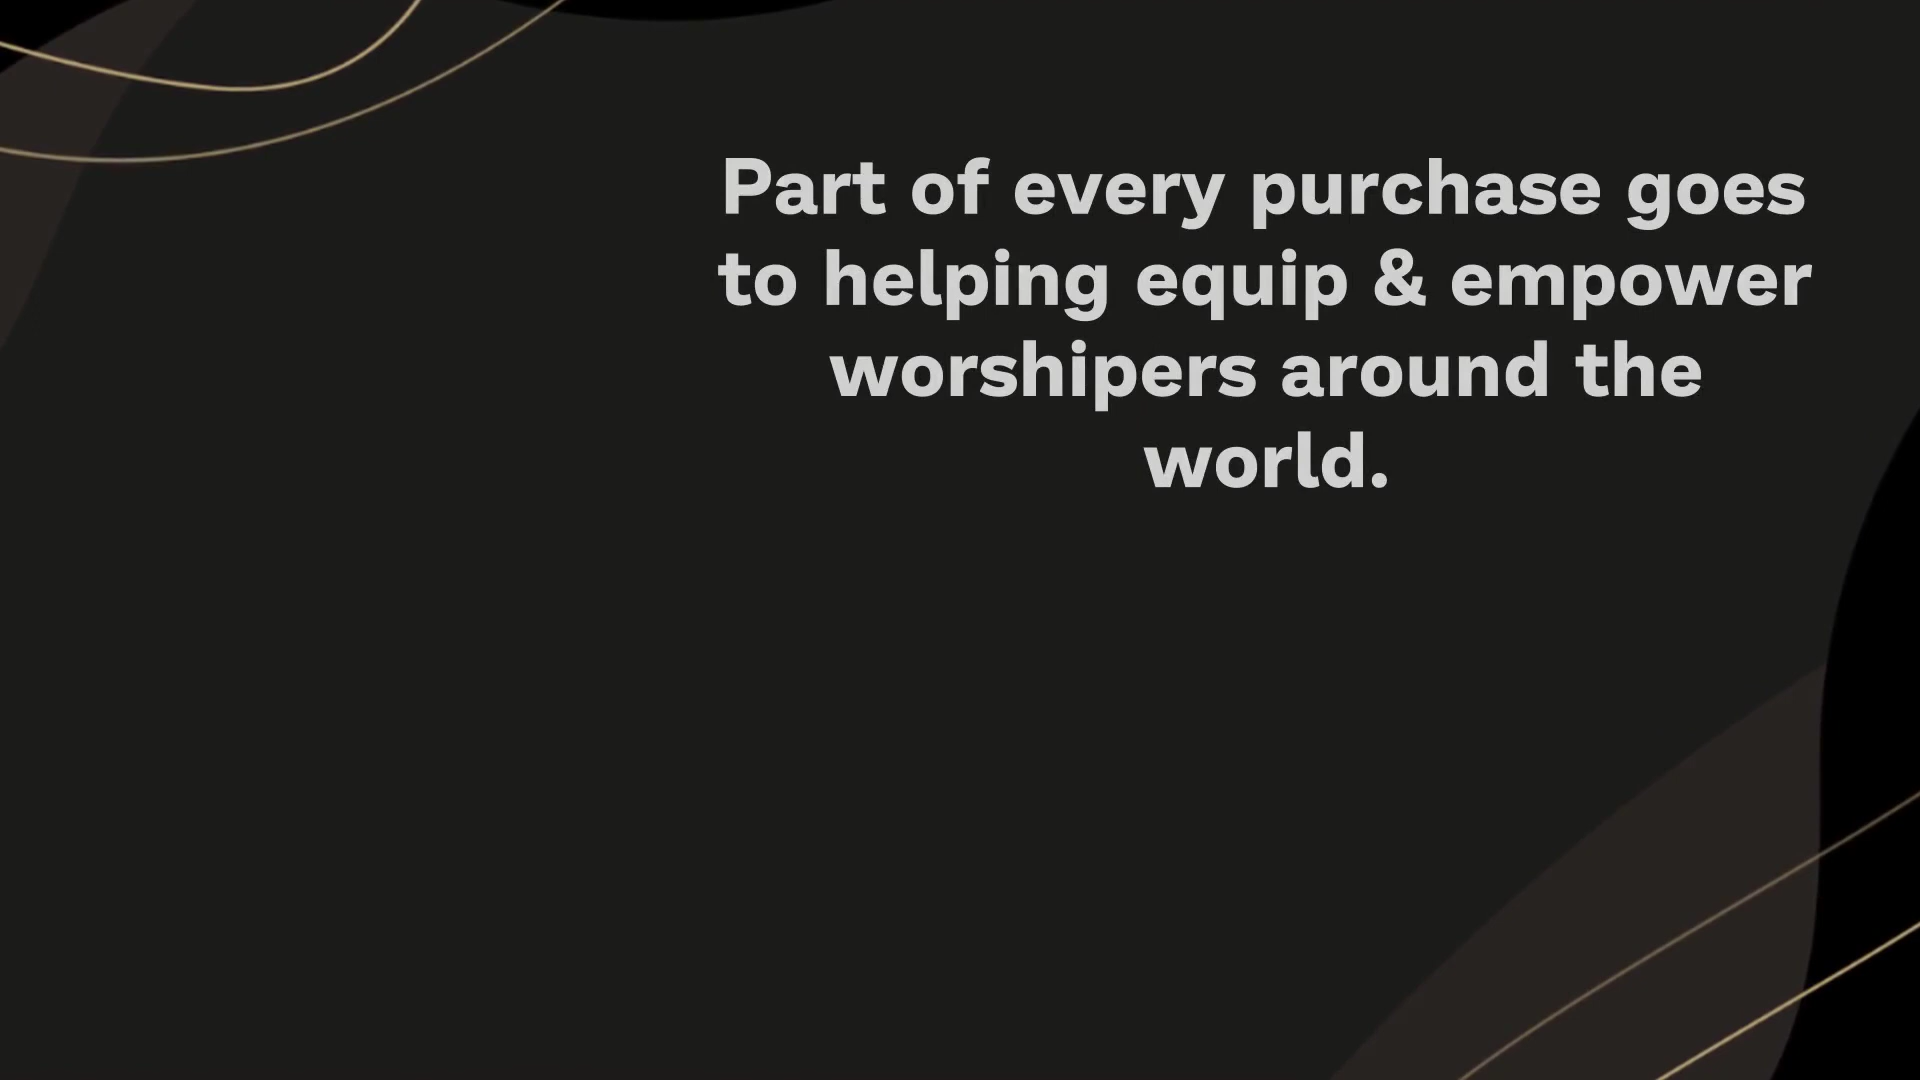 Part of every purchase goes
to helping equip & empower
worshipers around the
world.